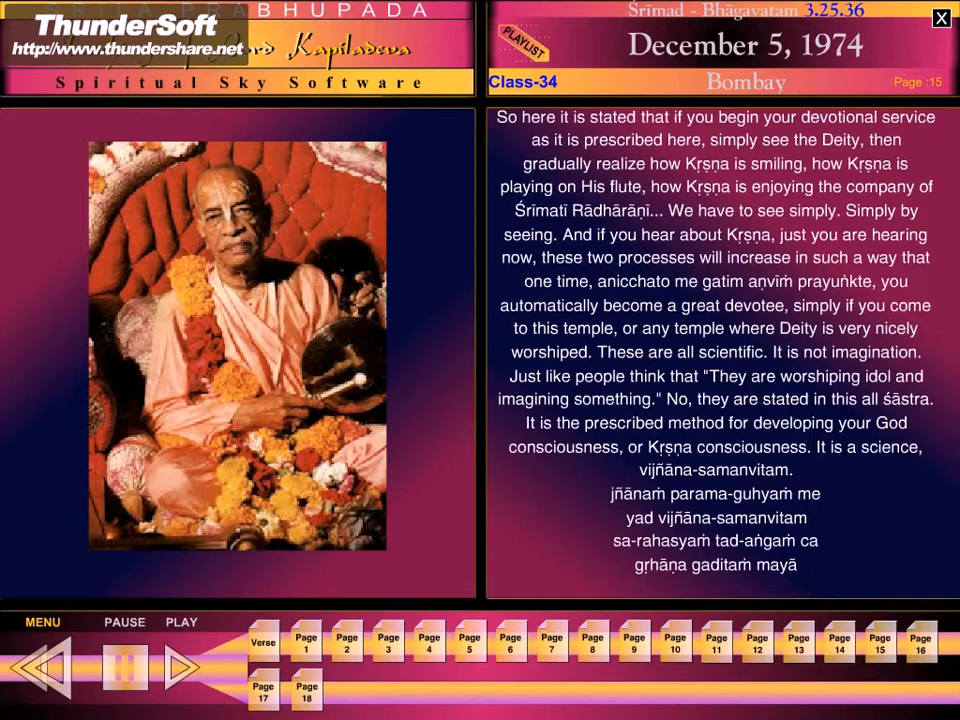 SRILA PRABHUPADA
ThunderSoft
http://www.thundershare.net
Lord Kapiladeva
Spiritual Sky Software
PLAYLIST
Class-34
Śrīmad - Bhāgavatam 3.25.36
December 5, 1974
Bombay
Page :15
X
So here it is stated that if you begin your devotional service
as it is prescribed here, simply see the Deity, then
gradually realize how Kṛṣṇa is smiling, how Kṛṣṇa is
playing on His flute, how Kṛṣṇa is enjoying the company of
Śrīmatī Rādhārāṇī... We have to see simply. Simply by
seeing. And if you hear about Kṛṣṇa, just you are hearing
now, these two processes will increase in such a way that
one time, anicchato me gatim aṇvīṁ prayuṅkte, you
automatically become a great devotee, simply if you come
to this temple, or any temple where Deity is very nicely
worshiped. These are all scientific. It is not imagination.
Just like people think that "They are worshiping idol and
imagining something." No, they are stated in this all śāstra.
It is the prescribed method for developing your God
consciousness, or Kṛṣṇa consciousness. It is a science,
vijñāna-samanvitam.
jñānaṁ parama-guhyaṁ me
yad vijñāna-samanvitam
sa-rahasyaṁ tad-aṅgaṁ ca
gṛhāṇa gaditaṁ mayā
MENU
PAUSE
PLAY
Verse
Page 1
Page 2
Page 3
Page 4
Page 5
Page 6
Page 7
Page 8
Page 9
Page 10
Page 11
Page 12
Page 13
Page 14
Page 15
Page 16
Page 17
Page 18